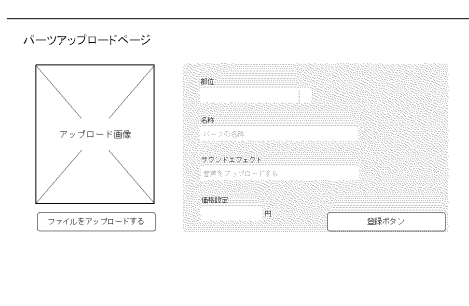 パーツアップロードページ
アップロード画像
ファイルをアップロードする
部位
名称
パーツの名称
サウンドエフェクト
音声をアップロードする
価格設定
円
登録ボタン